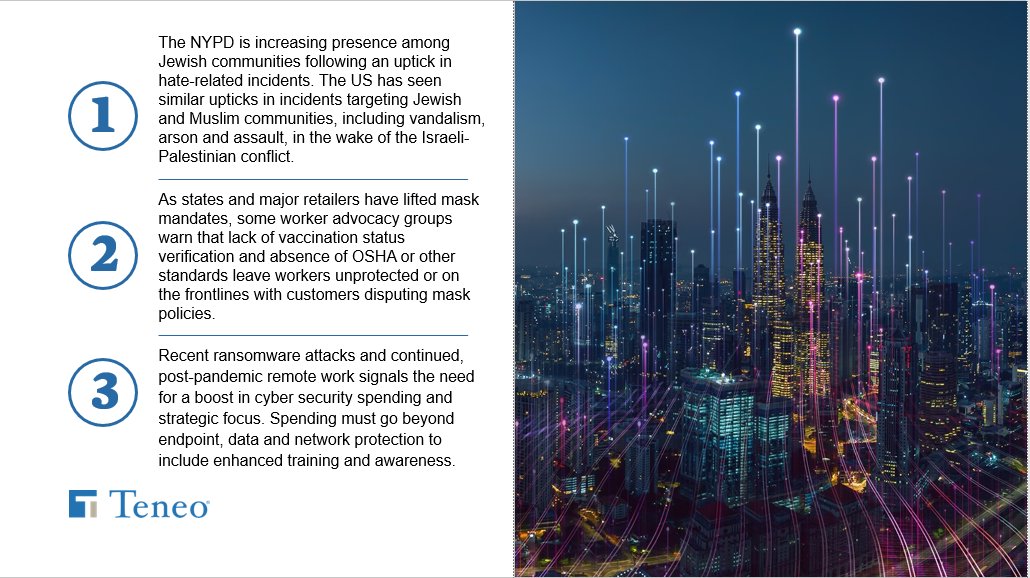 The NYPD is increasing presence among
Jewish communities following an uptick in
hate-related incidents. The US has seen
similar upticks in incidents targeting Jewish
1
and Muslim communities, including vandalism,
arson and assault, in the wake of the Israeli-
Palestinian conflict.
As states and major retailers have lifted mask
mandates, some worker advocacy groups
warn that lack of vaccination status
2
verification and absence of OSHA or other
standards leave workers unprotected or on
the frontlines with customers disputing mask
policies.
Recent ransomware attacks and continued,
post-pandemic remote work signals the need
3
for a boost in cyber security spending and
strategic focus. Spending must go beyond
endpoint, data and network protection to
include enhanced training and awareness.
Teneo